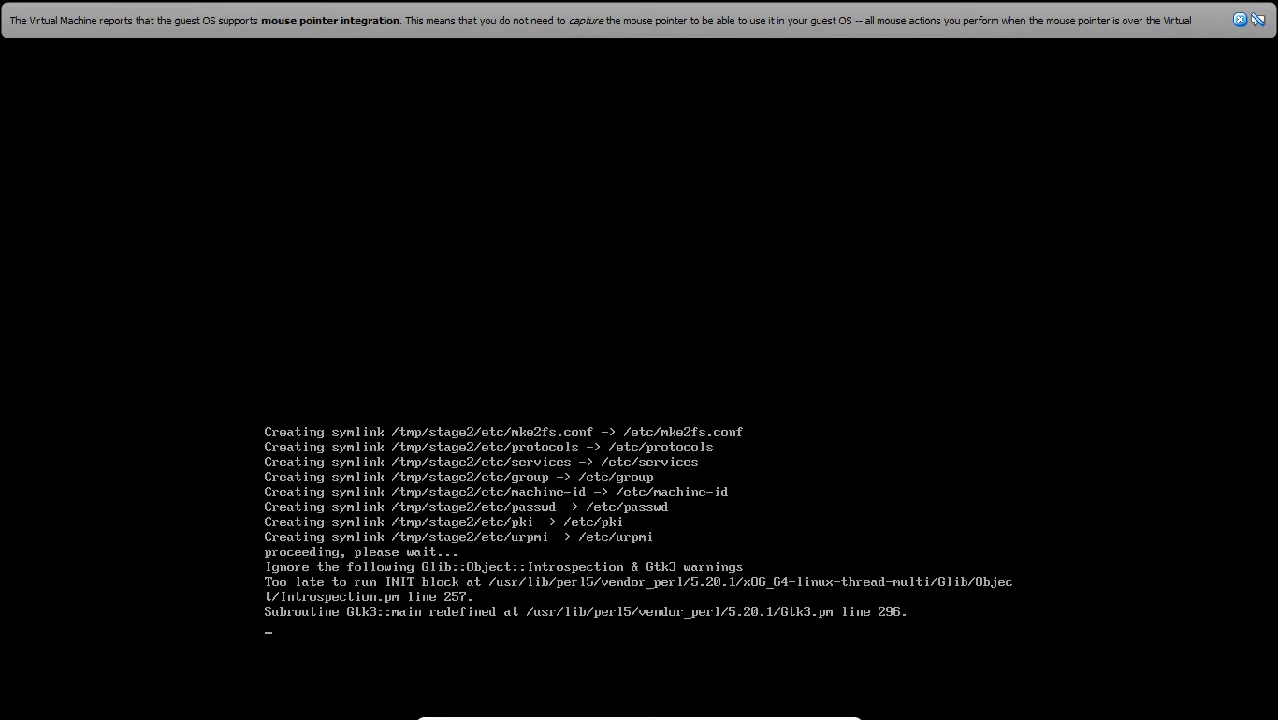 The Virtual Machine reports that the guest OS supports mouse pointer integration. This means that you do not need to capture the mouse pointer to be able to use it in your guest OS -- all mouse actions you perform when the mouse pointer is over the Virtual
Creating symlink /tmp/stage2/etc/mke2fs.conf -> /etc/mke2fs.conf
Creating symlink /tmp/stage2/etc/protocols -> /etc/protocols
Creating symlink /tmp/stage2/etc/services -> /etc/services
Creating symlink /tmp/stage2/etc/group -> /etc/group
Creating symlink /tmp/stage2/etc/machine-id -> /etc/machine-id
Creating symlink /tmp/stage2/etc/passwd > /etc/passwd
Creating symlink /tmp/stage2/etc/pki > /etc/pki
Creating symlink /tmp/stage2/etc/urpmi > /etc/urpmi
proceeding, please wait...
Ignore the following Glib::Object::Introspection & Gtk3 warnings
Too late to run INIT block at /usr/lib/perl5/vendor_perl/5.20.1/x86_64-linux-thread-multi/Glib/Objec
t/Introspection.pm line 257.
Subroutine Gtk3::main redefined at /usr/lib/perl5/vendor_perl/5.20.1/Gtk3.pm line 296.